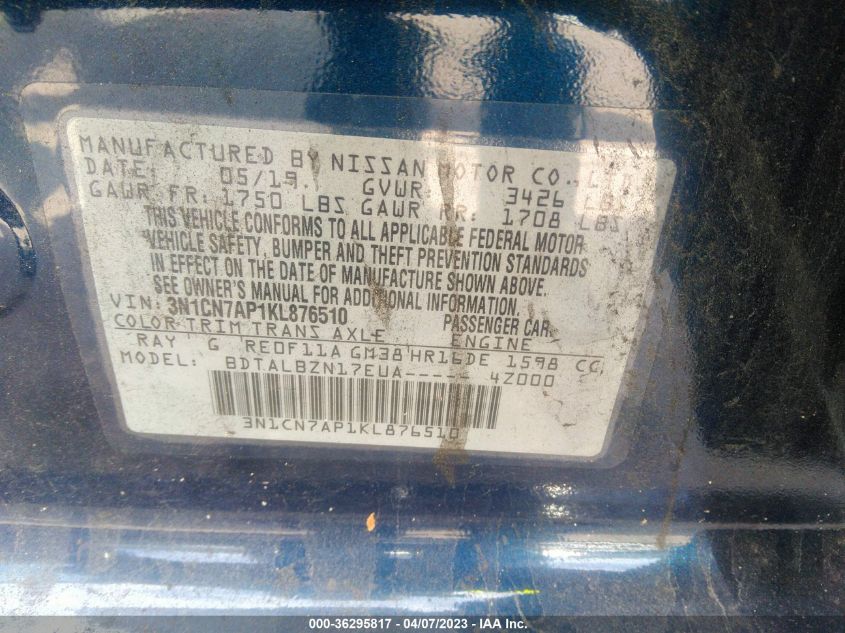 MANUFACTURED BY NISSAN MOTOR CO.,
DATE: 05/19 GVWR 3426
GAWR FR: 1750 LBS GAWR RR: 1708 LBS
THIS VEHICLE CONFORMS TO ALL APPLICABLE FEDERAL MOTOR
VEHICLE SAFETY, BUMPER AND THEFT PREVENTION STANDARDS
IN EFFECT ON THE DATE OF MANUFACTURE SHOWN ABOVE.
SEE OWNER'S MANUAL FOR ADDITIONAL INFORMATION.
VIN: 3N1CN7AP1KL876510 PASSENGER CAR
COLOR TRIM TRANS AXLE ENGINE
RAY G RE0F11A GM38 HR16DE 1598 CC
MODEL: BDTALBZN17EUA----- 4Z000
3N1CN7AP1KL876510
000-36295817 - 04/07/2023 - IAA Inc.